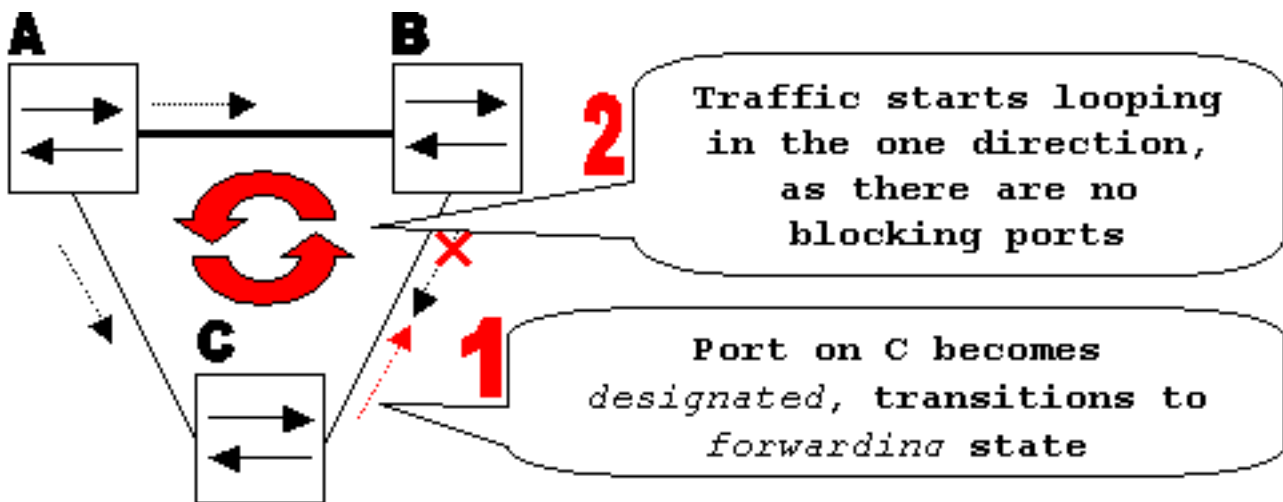 A
B
2
Traffic starts looping
in the one direction,
as there are no
blocking ports
C
1
Port on C becomes
designated, transitions to
forwarding state